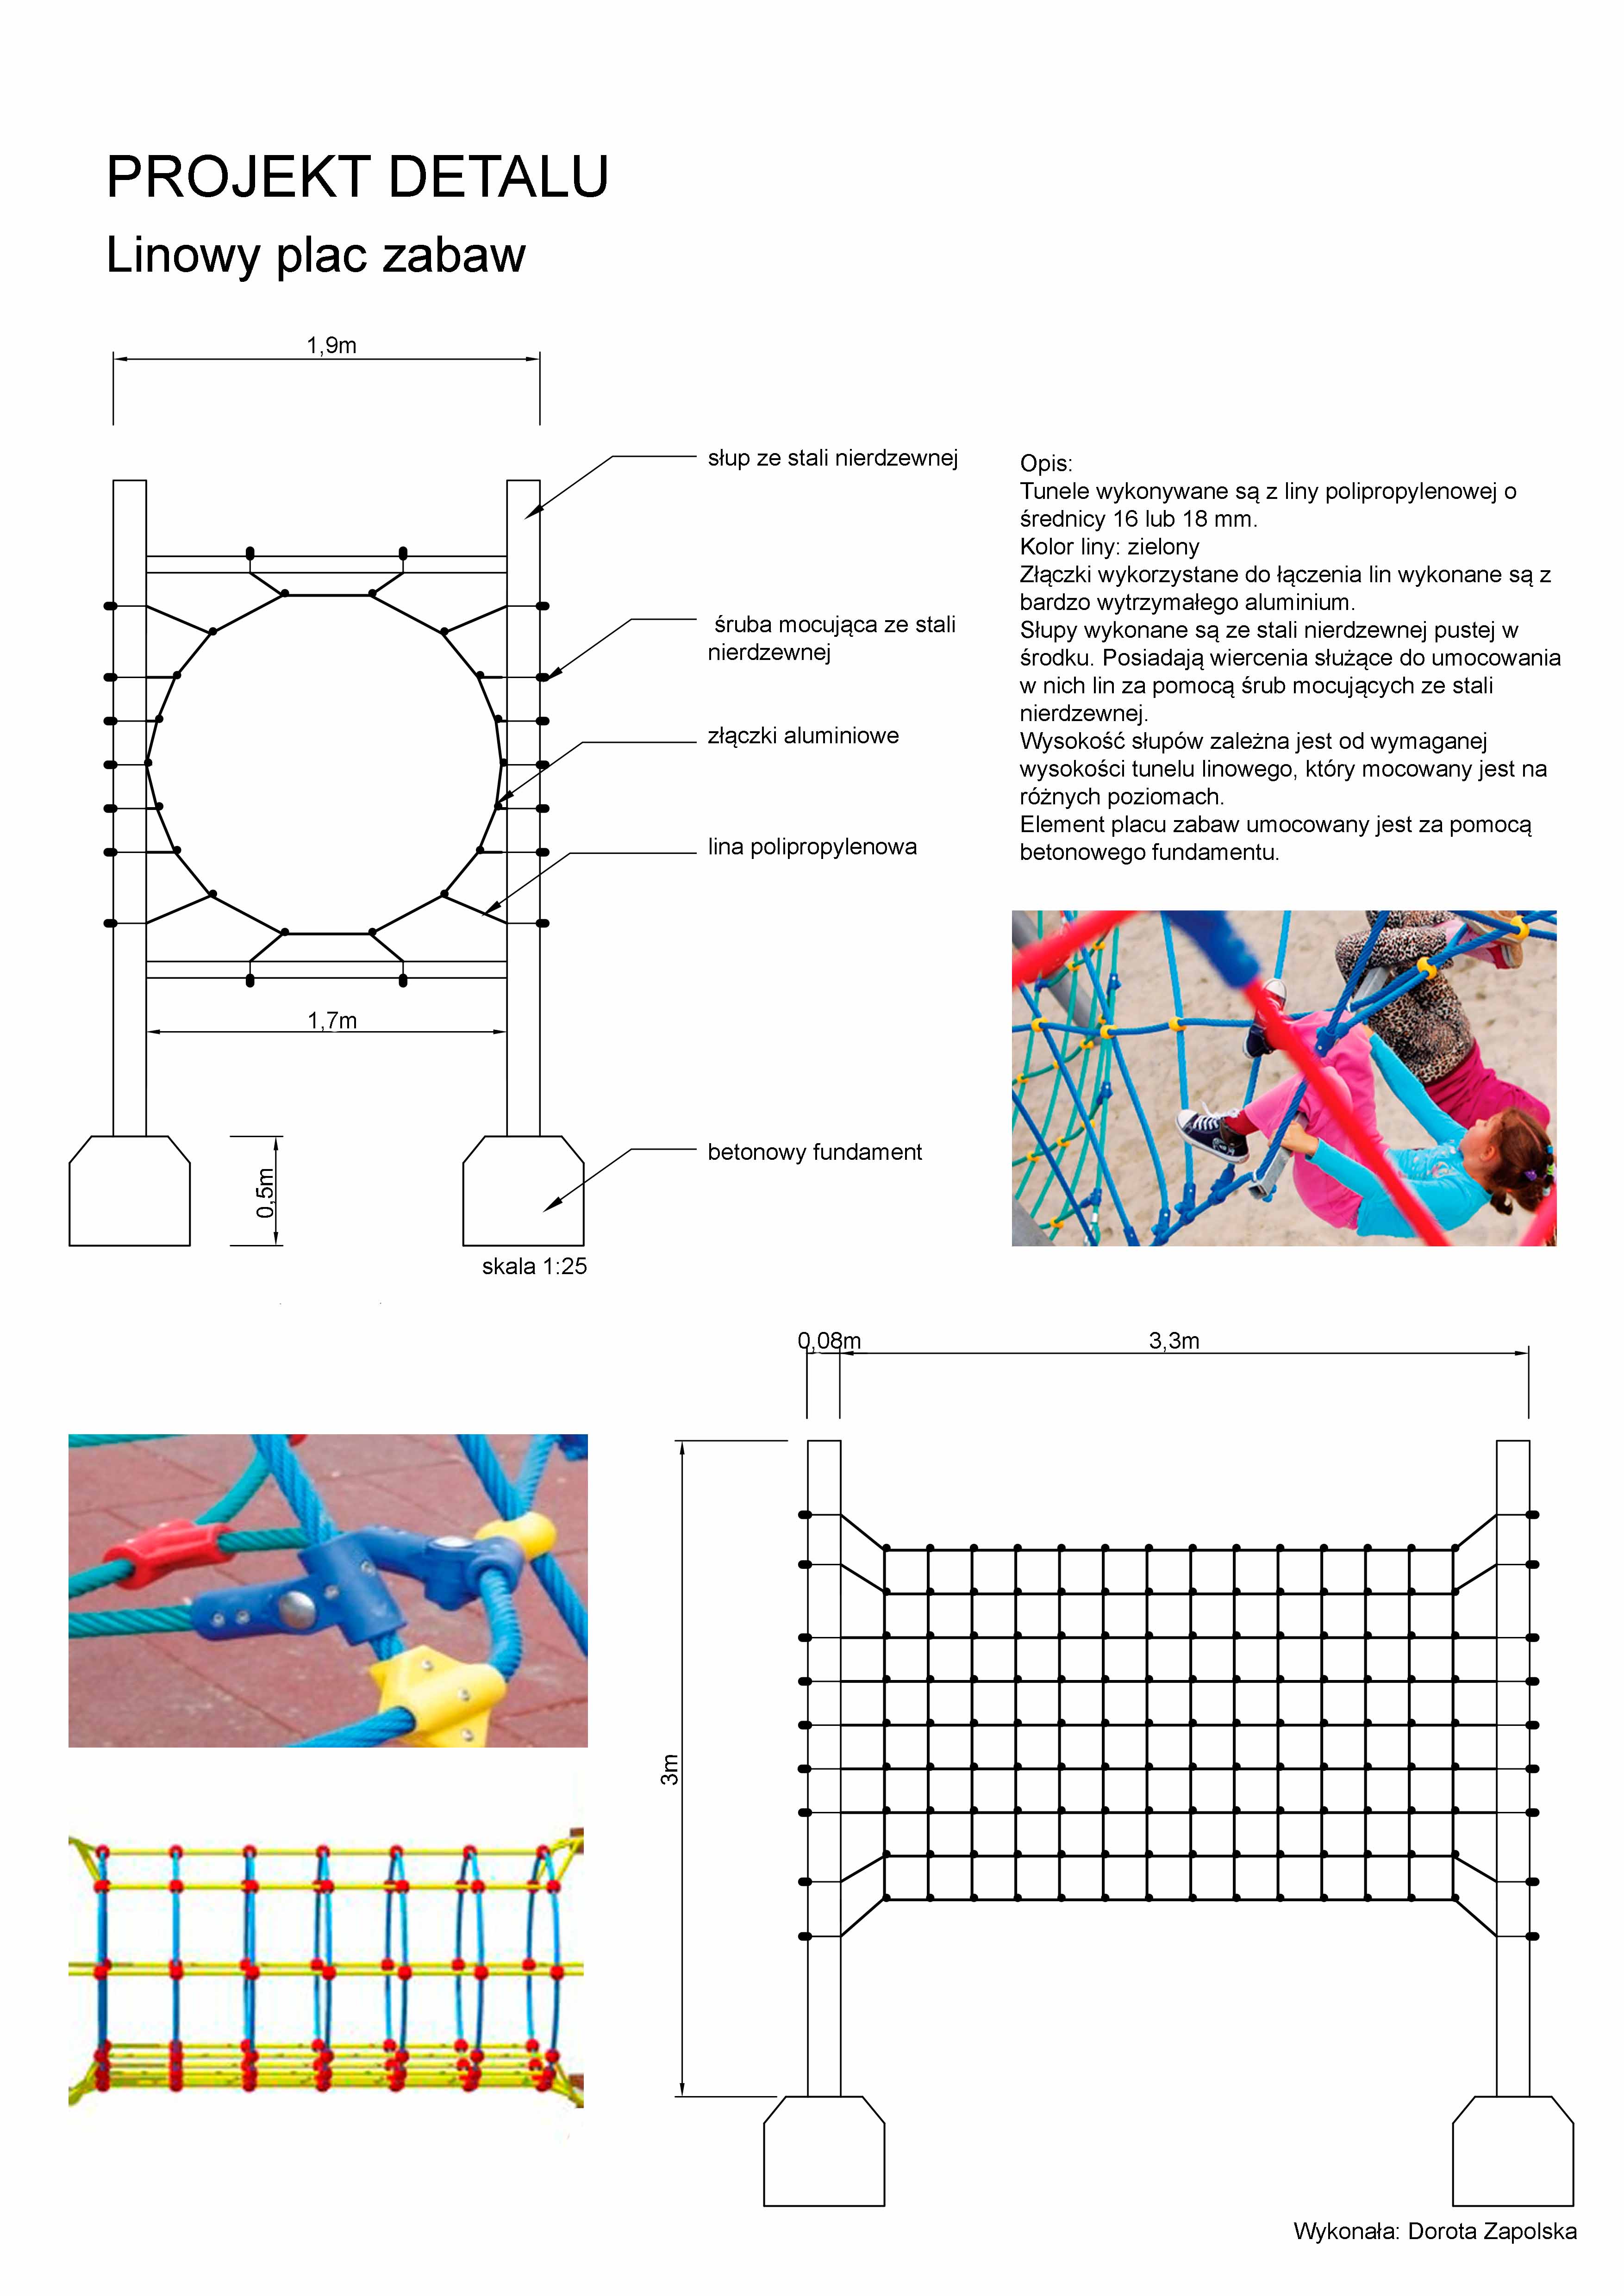 PROJEKT DETALU
Linowy plac zabaw
1,9m
słup ze stali nierdzewnej
śruba mocująca ze stali
nierdzewnej
złączki aluminiowe
lina polipropylenowa
1,7m
betonowy fundament
0,5m
skala 1:25
Opis:
Tunele wykonywane są z liny polipropylenowej o
średnicy 16 lub 18 mm.
Kolor liny: zielony
Złączki wykorzystane do łączenia lin wykonane są z
bardzo wytrzymałego aluminium.
Słupy wykonane są ze stali nierdzewnej pustej w
środku. Posiadają wiercenia służące do umocowania
w nich lin za pomocą śrub mocujących ze stali
nierdzewnej.
Wysokość słupów zależna jest od wymaganej
wysokości tunelu linowego, który mocowany jest na
różnych poziomach.
Element placu zabaw umocowany jest za pomocą
betonowego fundamentu.
0,08m
3,3m
3m
Wykonała: Dorota Zapolska